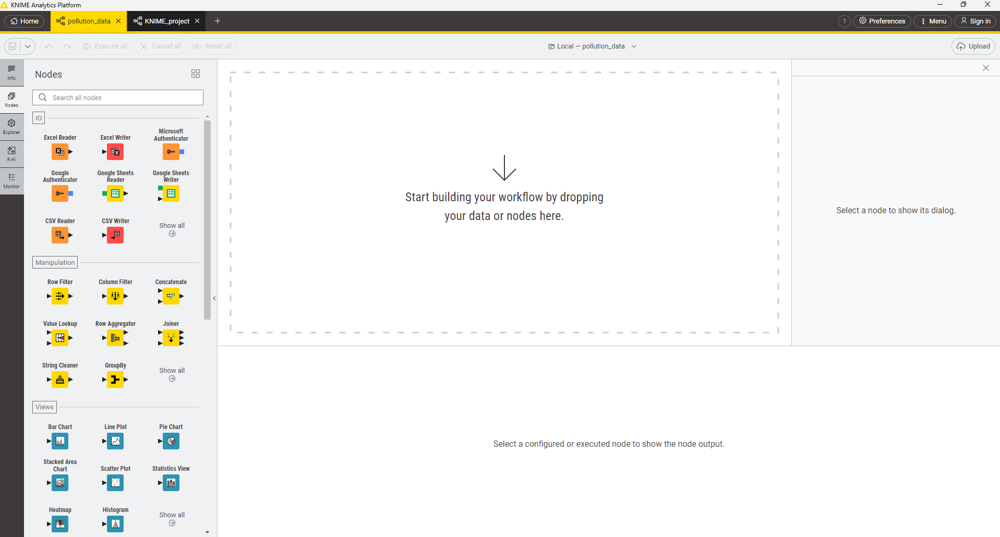 KNIME Analytics Platform
Home
pollution_data
KNIME_project
?
Preferences
Menu
Sign in
Execute all
Cancel all
Reset all
Local – pollution_data
Upload
Info
Nodes
Explorer
K-AI
Monitor
Nodes
Search all nodes
IO
Excel Reader
Excel Writer
Microsoft
Authenticator
Google
Authenticator
Google Sheets
Reader
Google Sheets
Writer
CSV Reader
CSV Writer
Show all
Manipulation
Row Filter
Column Filter
Concatenate
Value Lookup
Row Aggregator
Joiner
String Cleaner
GroupBy
Show all
Views
Bar Chart
Line Plot
Pie Chart
Stacked Area
Chart
Scatter Plot
Statistics View
Heatmap
Histogram
Show all
Start building your workflow by dropping
your data or nodes here.
Select a node to show its dialog.
Select a configured or executed node to show the node output.